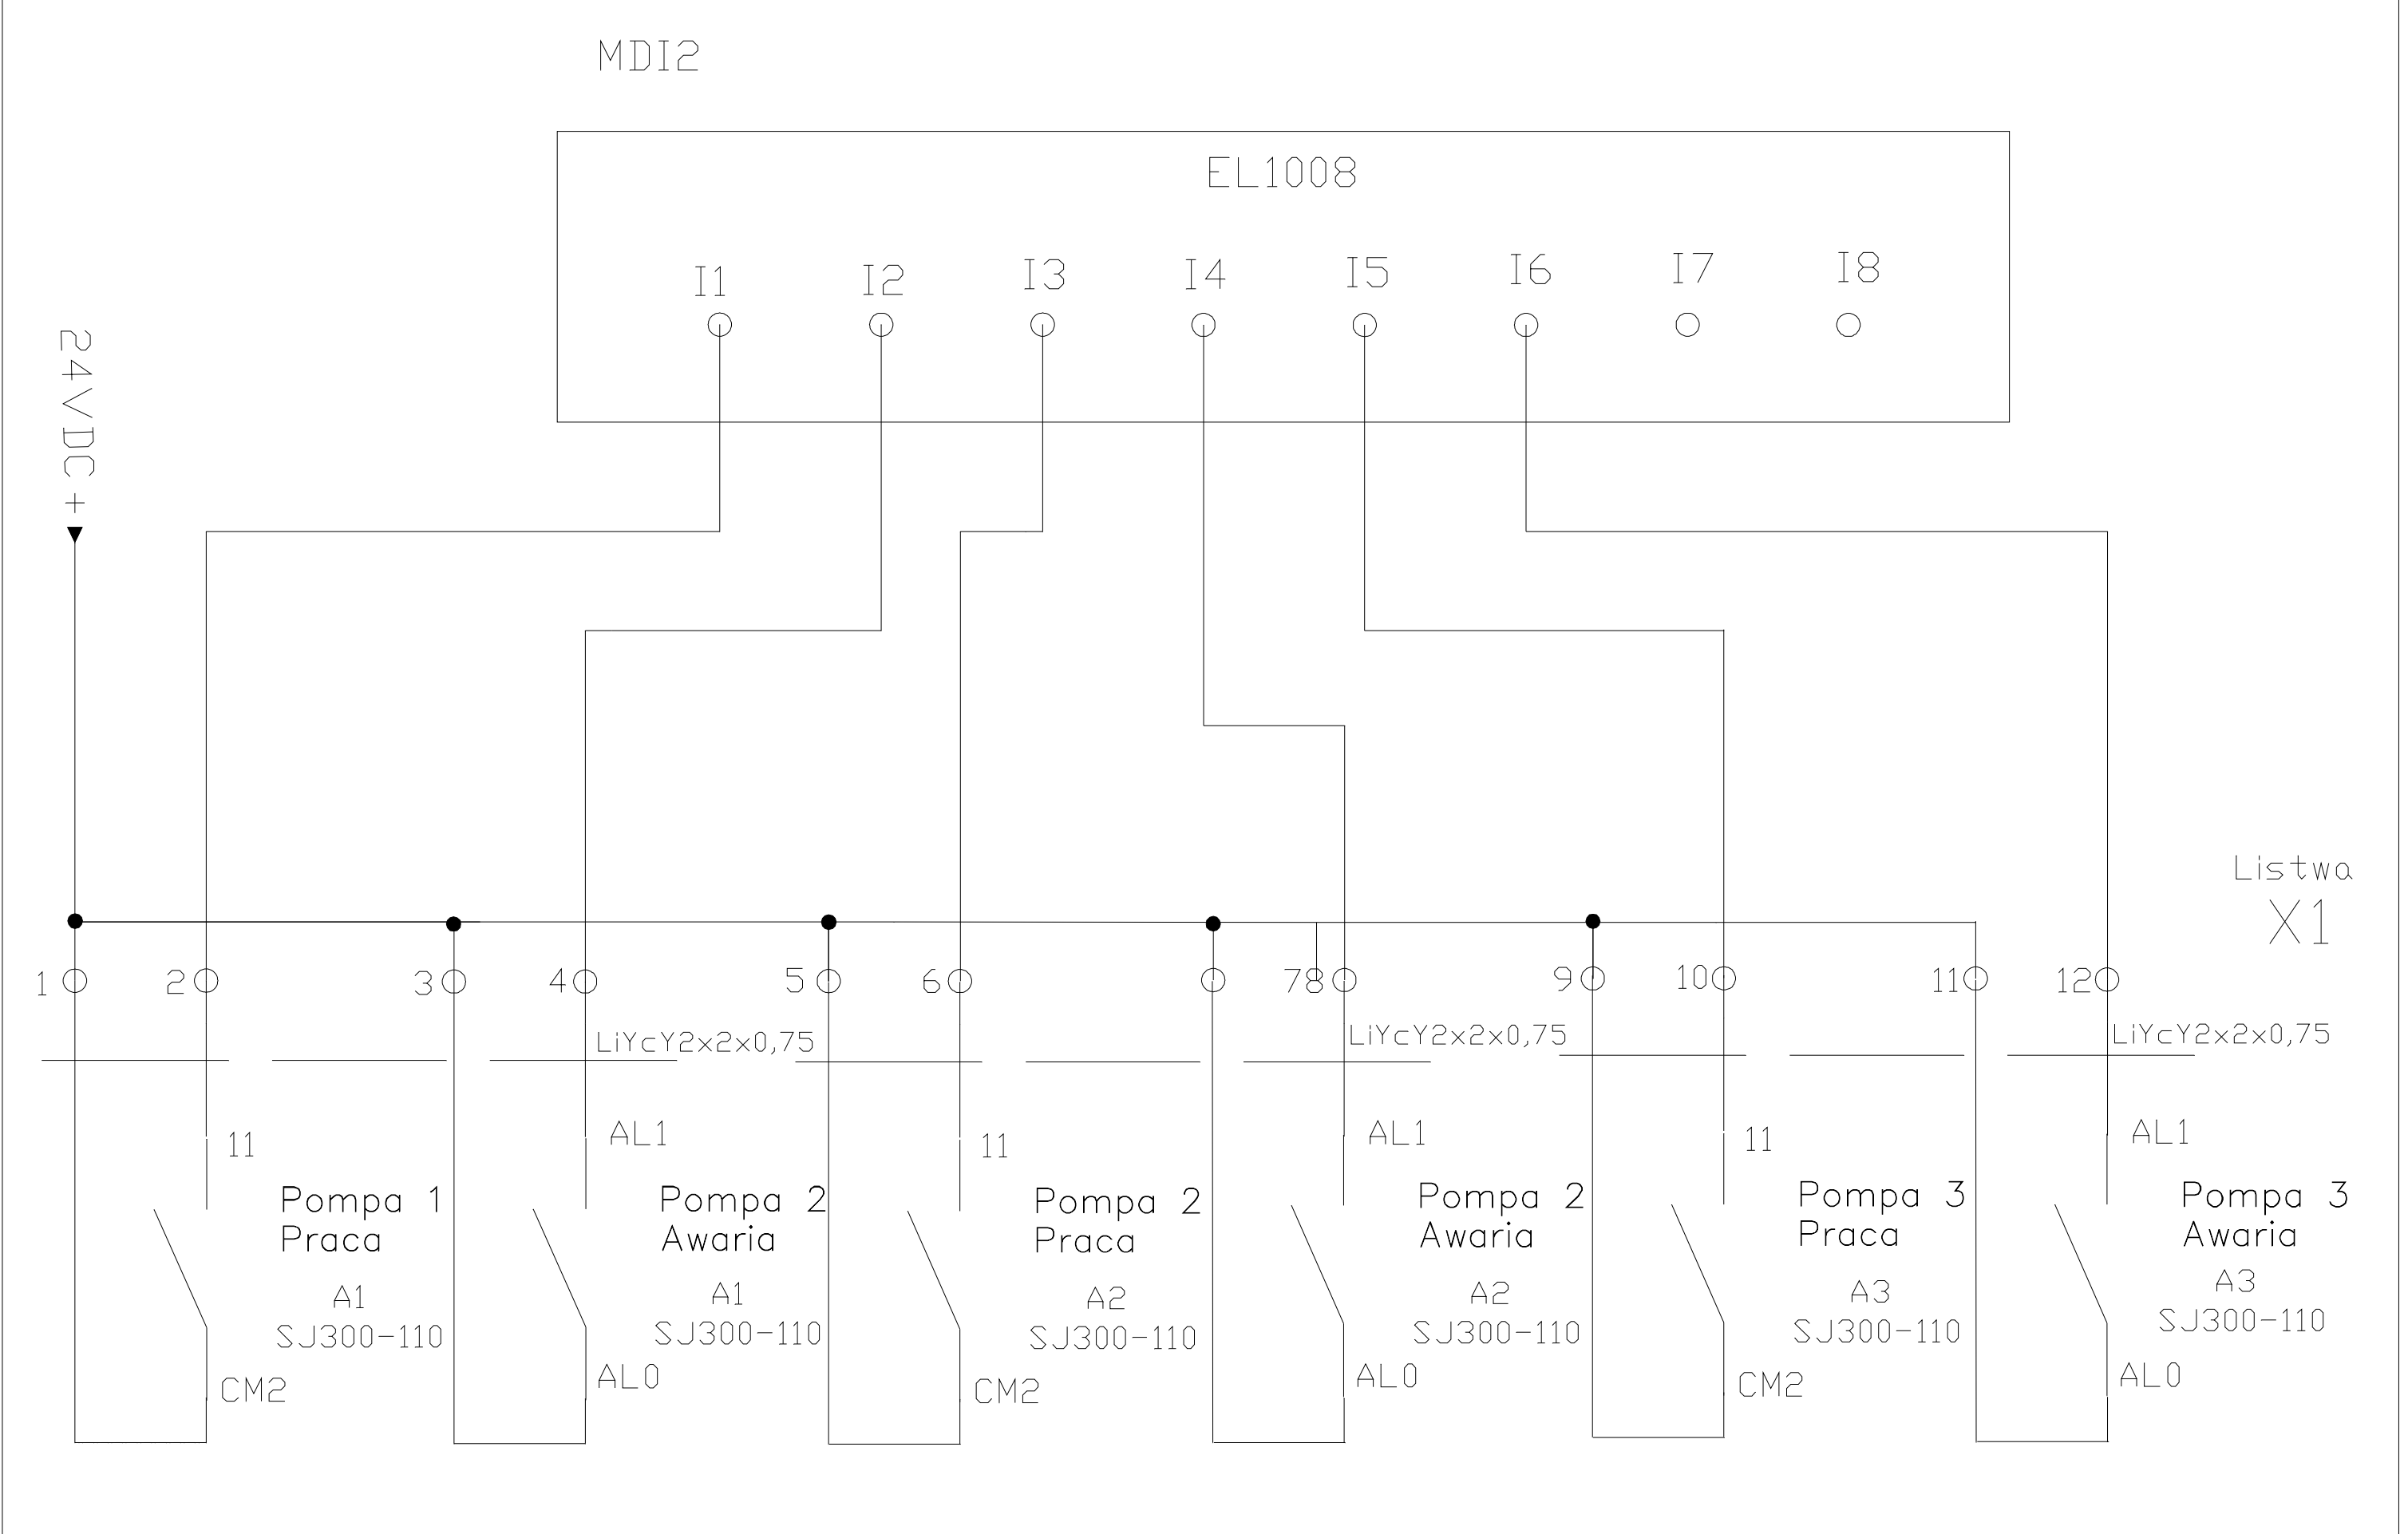 MDI2
EL1008
I1 I2 I3 I4 I5 I6 I7 I8
24VDC+
Listwa
X1
1 2 3 4 5 6 78 9 10 11 12
LiYcY2x2x0,75
LiYcY2x2x0,75
LiYcY2x2x0,75
11
Pompa 1
Praca
A1
SJ300-110
CM2
AL1
Pompa 2
Awaria
A1
SJ300-110
AL0
11
Pompa 2
Praca
A2
SJ300-110
CM2
AL1
Pompa 2
Awaria
A2
SJ300-110
AL0
11
Pompa 3
Praca
A3
SJ300-110
CM2
AL1
Pompa 3
Awaria
A3
SJ300-110
AL0